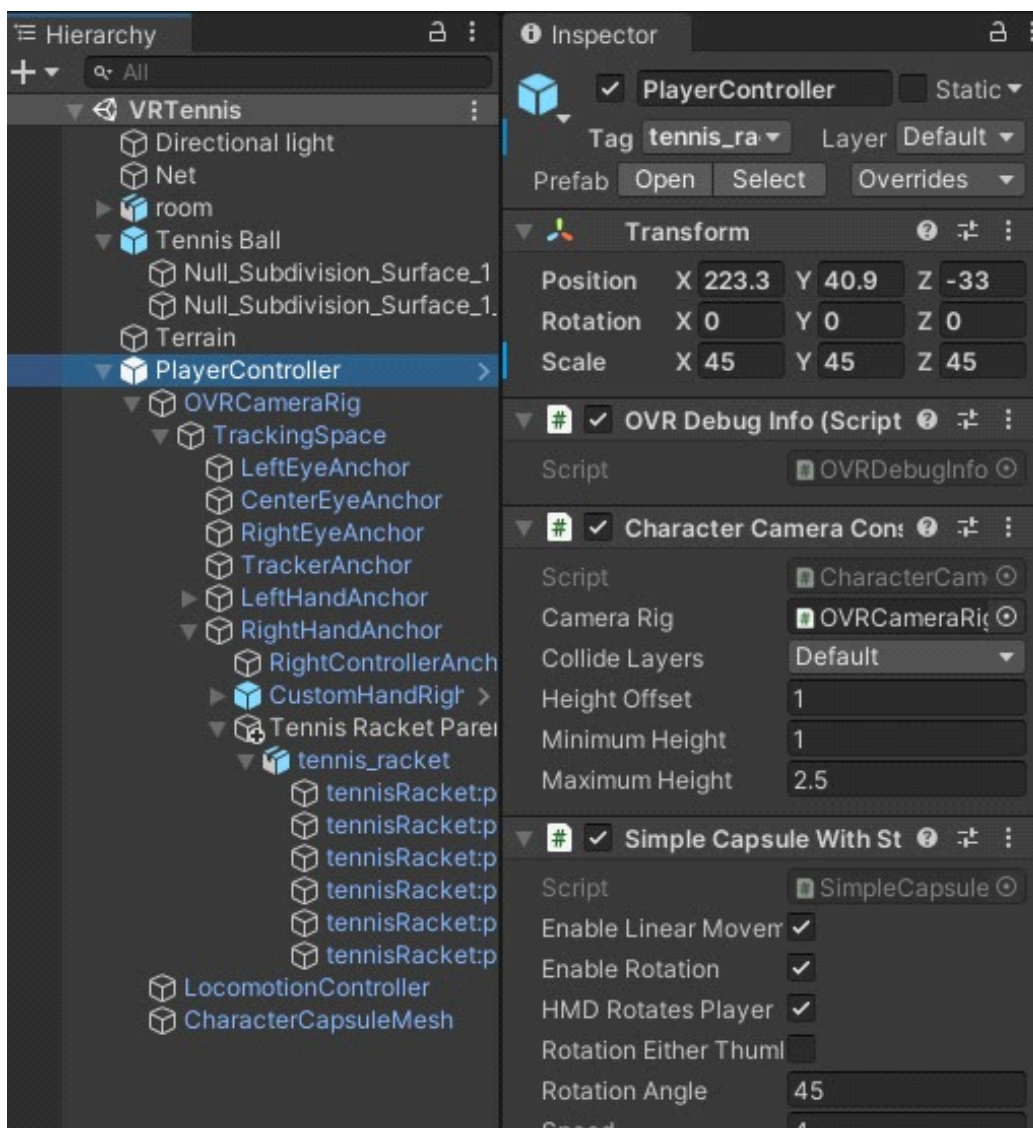 Hierarchy
All
VRTennis
Directional light
Net
room
Tennis Ball
Null_Subdivision_Surface_1
Null_Subdivision_Surface_1.
Terrain
PlayerController
OVRCameraRig
TrackingSpace
LeftEyeAnchor
CenterEyeAnchor
RightEyeAnchor
TrackerAnchor
LeftHandAnchor
RightHandAnchor
RightControllerAnch
CustomHandRigh
Tennis Racket Parer
tennis_racket
tennisRacket:p
tennisRacket:p
tennisRacket:p
tennisRacket:p
tennisRacket:p
tennisRacket:p
LocomotionController
CharacterCapsuleMesh
Inspector
PlayerController Static
Tag tennis_ra Layer Default
Prefab Open Select Overrides
Transform
Position X 223.3 Y 40.9 Z -33
Rotation X 0 Y 0 Z 0
Scale X 45 Y 45 Z 45
# OVR Debug Info (Script
Script # OVRDebugInfo
# Character Camera Cons
Script # CharacterCam
Camera Rig # OVRCameraRig
Collide Layers Default
Height Offset 1
Minimum Height 1
Maximum Height 2.5
# Simple Capsule With St
Script # SimpleCapsule
Enable Linear Movem
Enable Rotation
HMD Rotates Player
Rotation Either Thuml
Rotation Angle 45